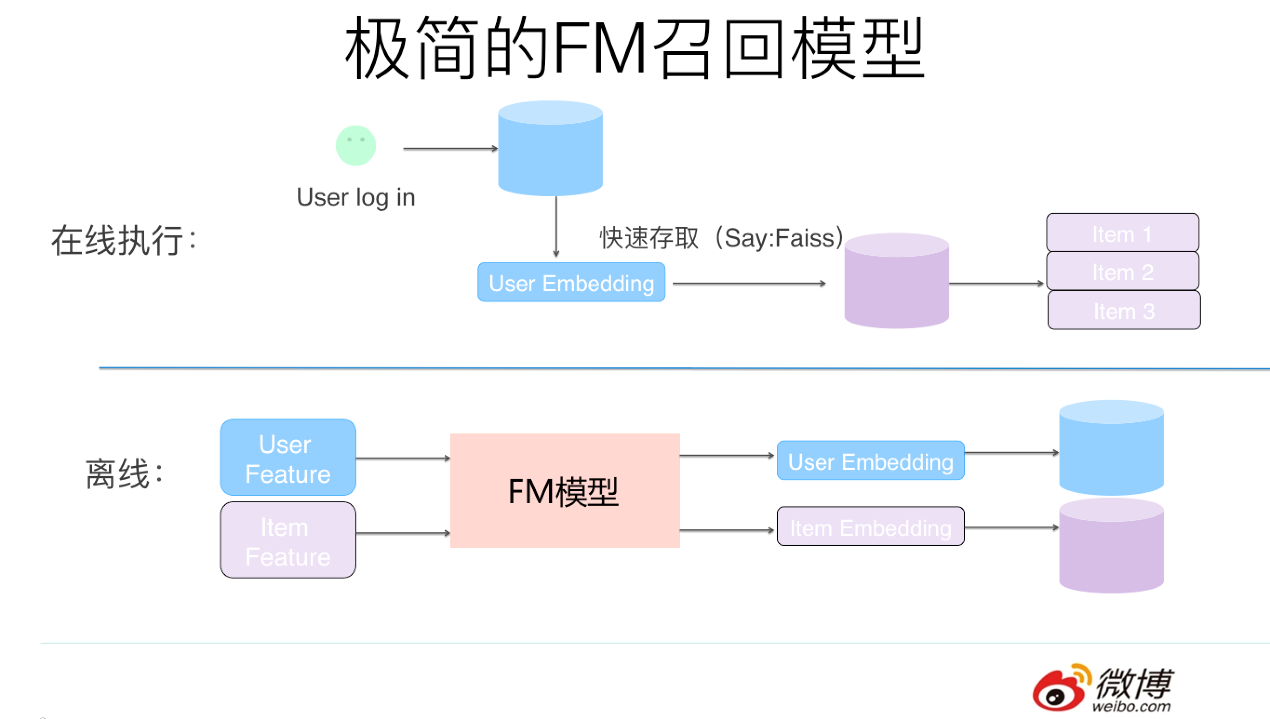 极简的FM召回模型
User log in
在线执行：
快速存取（Say:Faiss）
User Embedding
Item 1
Item 2
Item 3
离线：
User
Feature
Item
Feature
FM模型
User Embedding
Item Embedding
微博
weibo.com